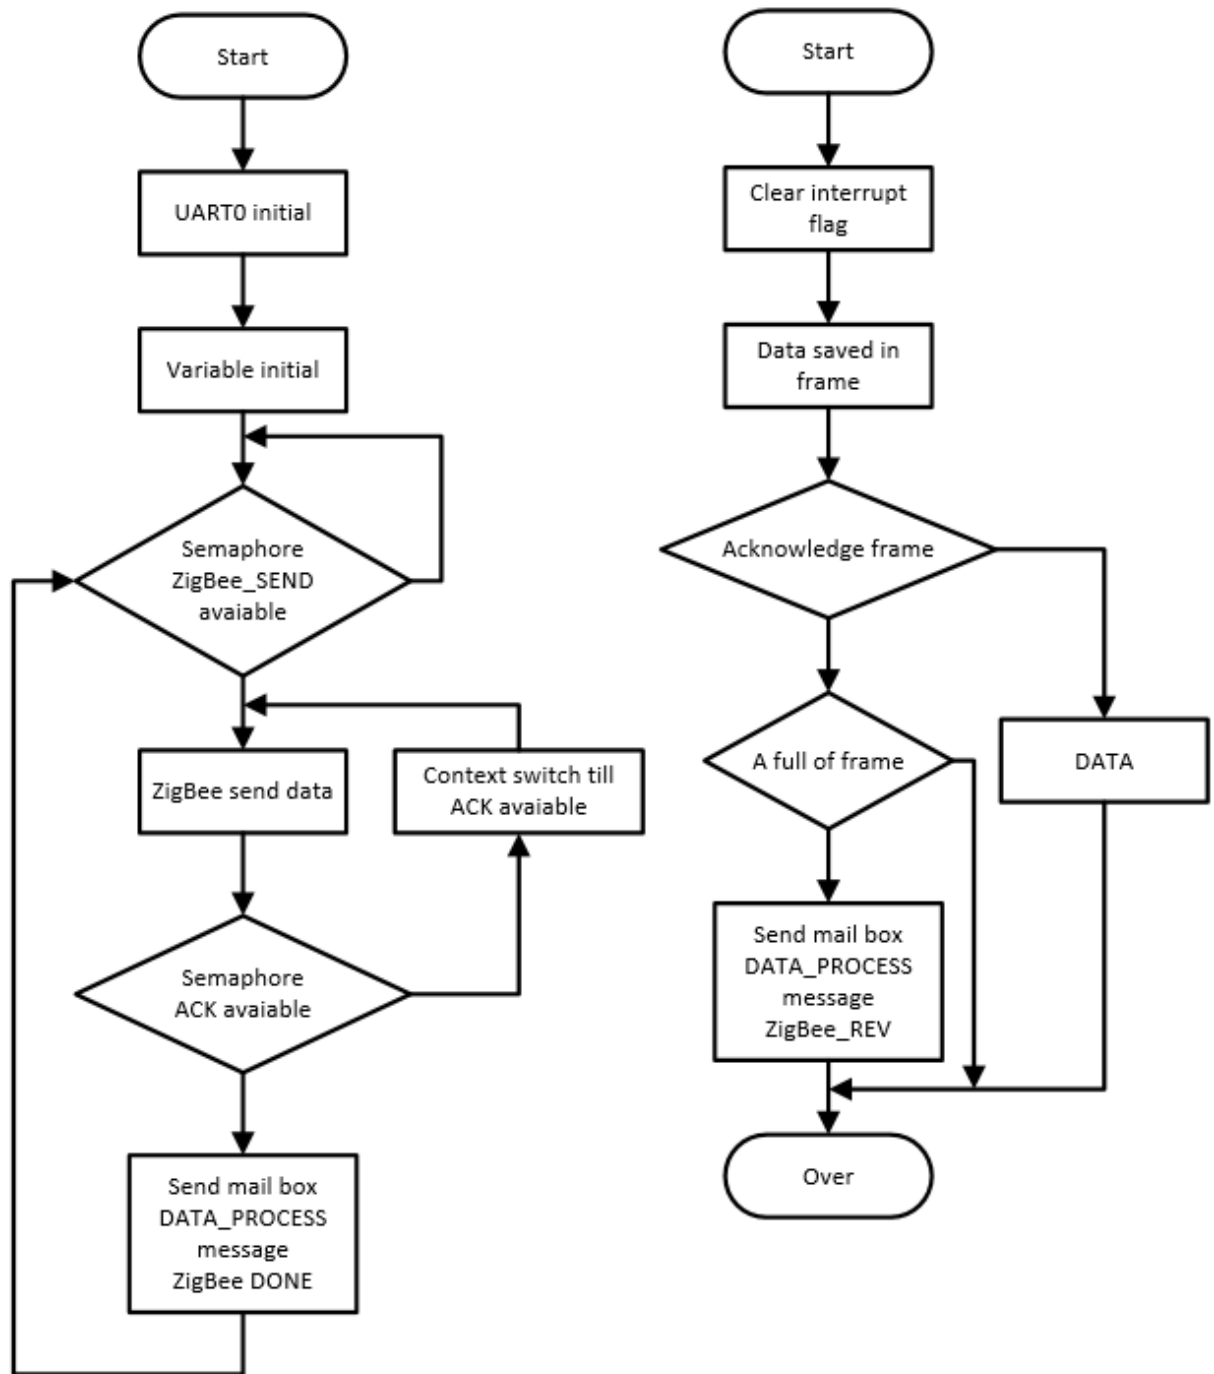 Start
UART0 initial
Variable initial
Semaphore
ZigBee_SEND
avaiable
ZigBee send data
Context switch till
ACK avaiable
Semaphore
ACK avaiable
Send mail box
DATA_PROCESS
message
ZigBee DONE
Start
Clear interrupt
flag
Data saved in
frame
Acknowledge frame
A full of frame
DATA
Send mail box
DATA_PROCESS
message
ZigBee_REV
Over